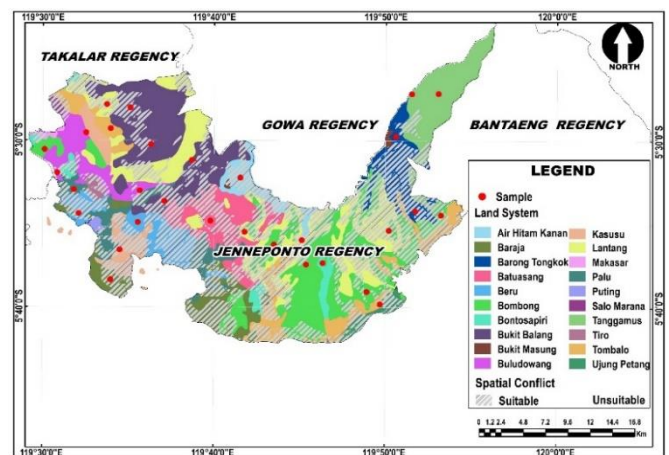 119°30'0"E 119°40'0"E 119°50'0"E 120°0'0"E
TAKALAR REGENCY
NORTH
GOWA REGENCY
BANTAENG REGENCY
5°30'0"S
5°30'0"S
JENNEPONTO REGENCY
5°40'0"S
5°40'0"S
LEGEND
Sample
Land System
Air Hitam Kanan
Baraja
Barong Tongkok
Batuasang
Beru
Bombong
Bontosapiri
Bukit Balang
Bukit Masung
Buludowang
Kasusu
Lantang
Makasar
Palu
Puting
Salo Marana
Tanggamus
Tiro
Tombalo
Ujung Petang
Spatial Conflict
Suitable Unsuitable
0 1.2 2.4 4.8 7.2 9.6 12 14.4 16.8
Km
119°30'0"E 119°40'0"E 119°50'0"E 120°0'0"E